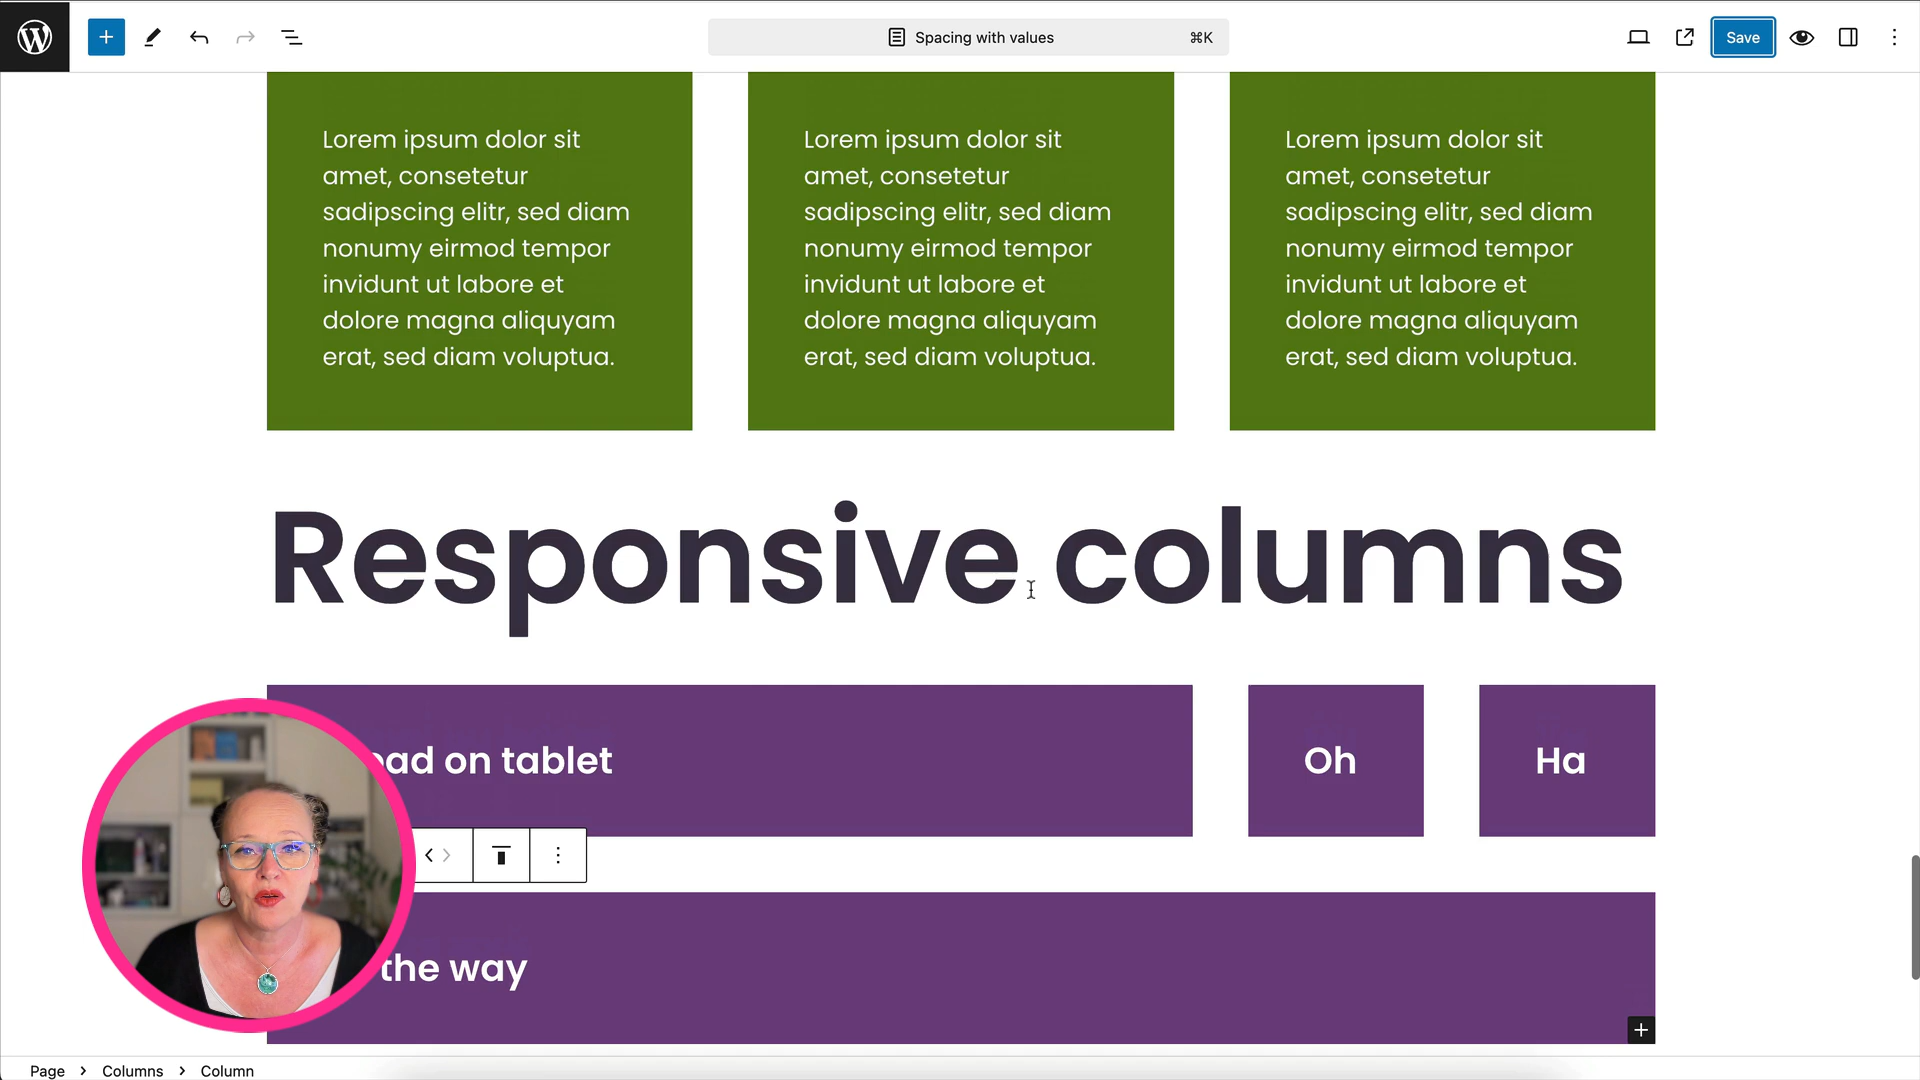 Spacing with values
⌘K
Save
Lorem ipsum dolor sit
amet, consetetur
sadipscing elitr, sed diam
nonumy eirmod tempor
invidunt ut labore et
dolore magna aliquyam
erat, sed diam voluptua.
Lorem ipsum dolor sit
amet, consetetur
sadipscing elitr, sed diam
nonumy eirmod tempor
invidunt ut labore et
dolore magna aliquyam
erat, sed diam voluptua.
Lorem ipsum dolor sit
amet, consetetur
sadipscing elitr, sed diam
nonumy eirmod tempor
invidunt ut labore et
dolore magna aliquyam
erat, sed diam voluptua.
Responsive columns
on tablet
Oh
Ha
the way
Page > Columns > Column